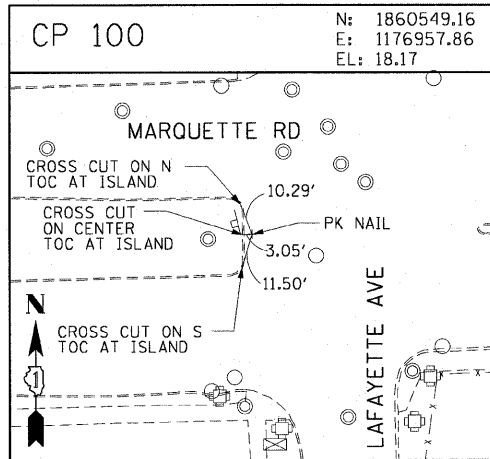 CP 100
N: 1860549.16
E: 1176957.86
EL: 18.17
MARQUETTE RD
CROSS CUT ON N
TOC AT ISLAND
10.29'
CROSS CUT
ON CENTER
TOC AT ISLAND
PK NAIL
3.05'
11.50'
N
1
CROSS CUT ON S
TOC AT ISLAND
LAFAYETTE AVE